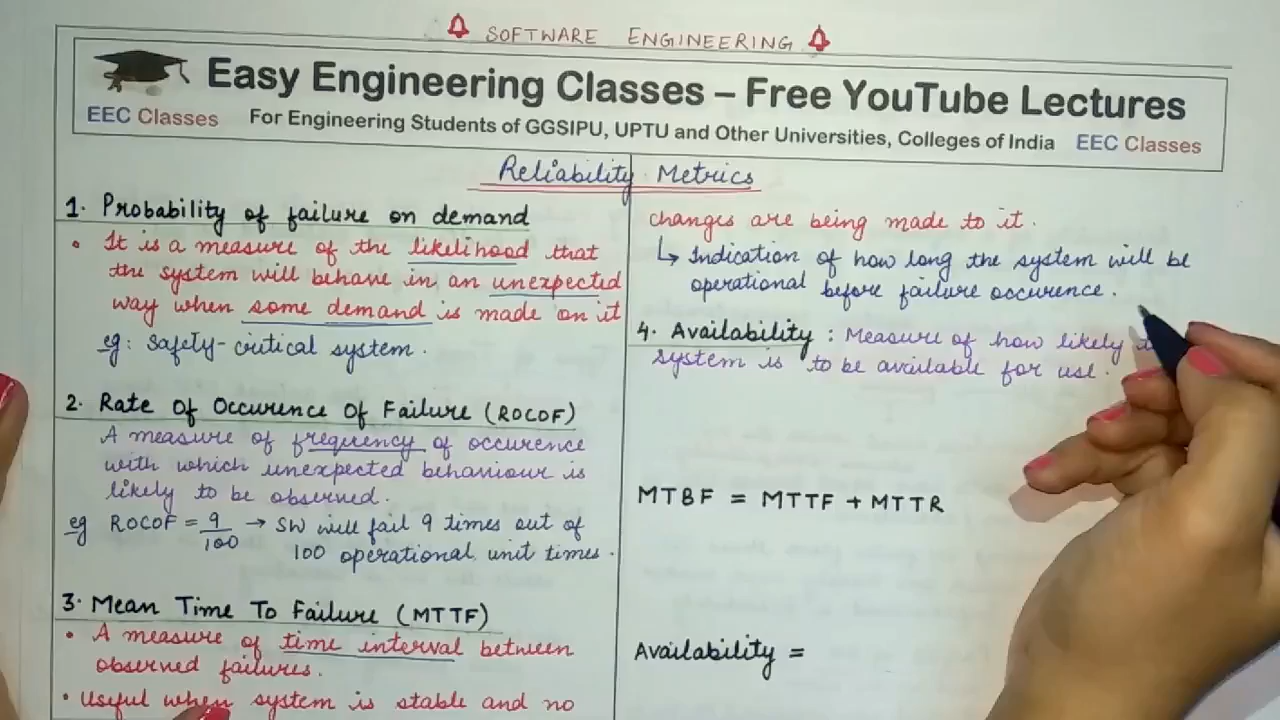 SOFTWARE ENGINEERING
Easy Engineering Classes – Free YouTube Lectures
EEC Classes For Engineering Students of GGSIPU, UPTU and Other Universities, Colleges of India EEC Classes
Reliability Metrics
1. Probability of failure on demand
• It is a measure of the likelihood that
the system will behave in an unexpected
way when some demand is made on it
eg: Safety-critical system.
2. Rate Of Occurence Of Failure (ROCOF)
A measure of frequency of occurence
with which unexpected behaviour is
likely to be observed.
eg ROCOF = 9/100 → SW will fail 9 times out of
100 operational unit times.
3. Mean Time To Failure (MTTF)
• A measure of time interval between
observed failures.
• Useful when system is stable and no
changes are being made to it.
↳ Indication of how long the system will be
operational before failure occurence.
4. Availability : Measure of how likely
system is to be available for use.
MTBF = MTTF + MTTR
Availability =